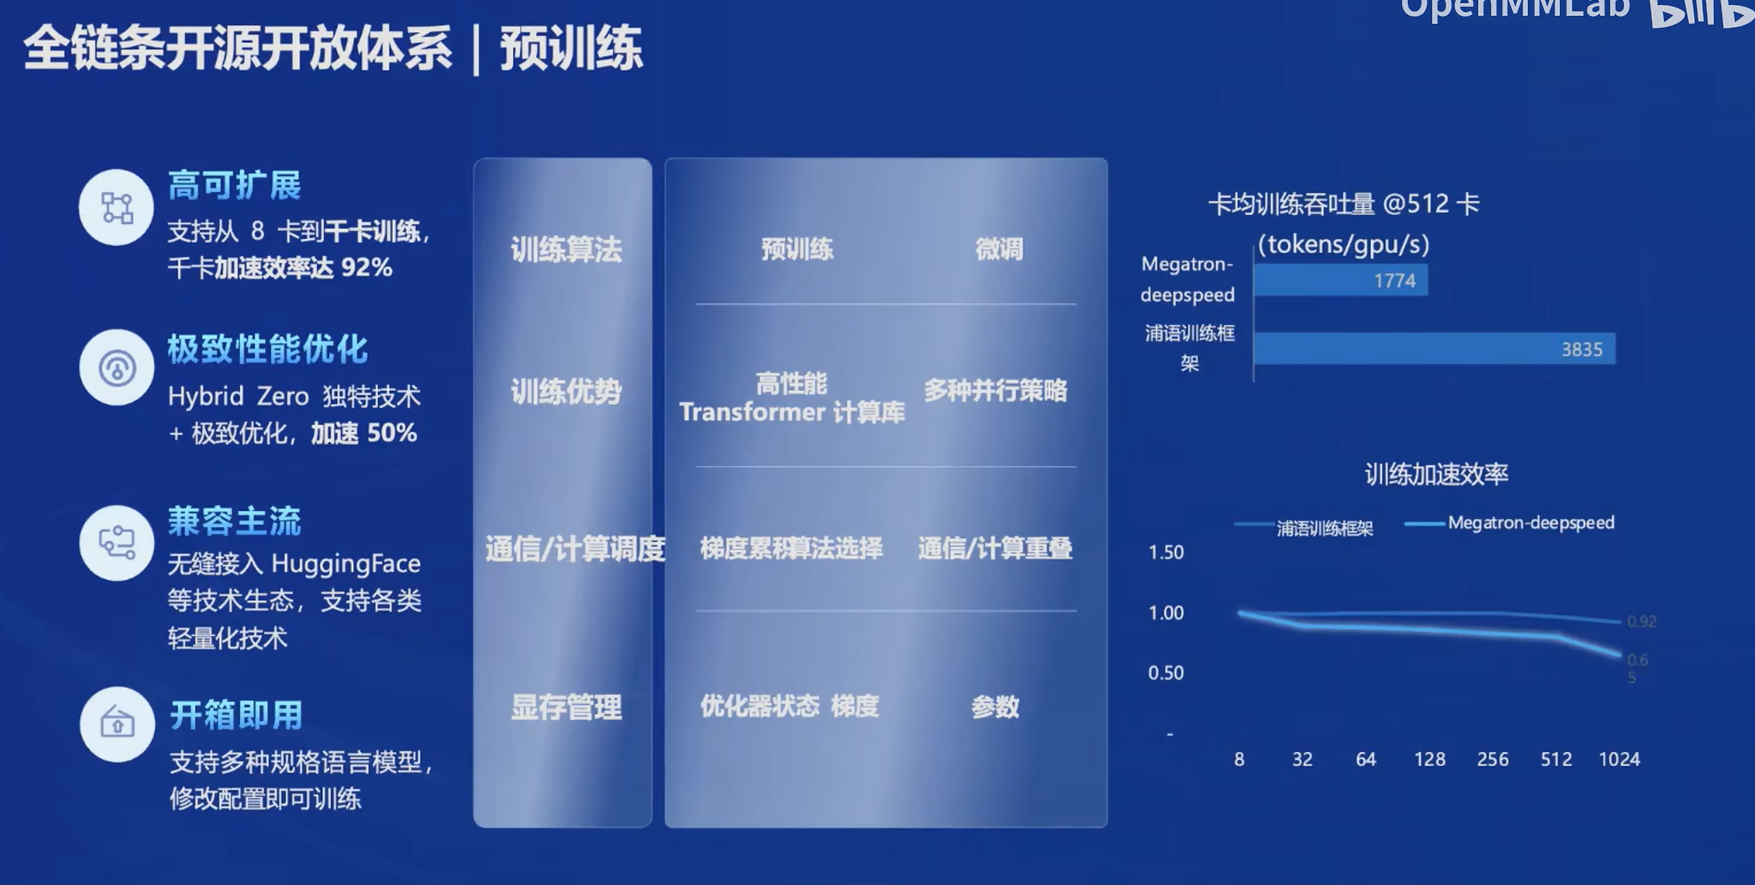 OpenMMLab
全链条开源开放体系 | 预训练
高可扩展
支持从 8 卡到千卡训练，
千卡加速效率达 92%
极致性能优化
Hybrid Zero 独特技术
+ 极致优化，加速 50%
兼容主流
无缝接入 HuggingFace
等技术生态，支持各类
轻量化技术
开箱即用
支持多种规格语言模型，
修改配置即可训练
训练算法
预训练 微调
训练优势
高性能
Transformer 计算库
多种并行策略
通信/计算调度
梯度累积算法选择 通信/计算重叠
显存管理
优化器状态 梯度 参数
卡均训练吞吐量 @512 卡
(tokens/gpu/s)
Megatron-
deepspeed
1774
浦语训练框
架
3835
训练加速效率
浦语训练框架 Megatron-deepspeed
1.50
1.00
0.50
-
0.92
0.6
5
8 32 64 128 256 512 1024